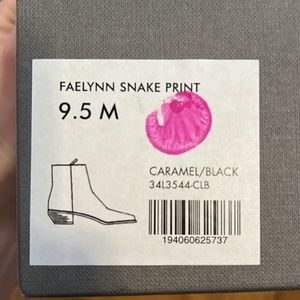 FAELYNN SNAKE PRINT
9.5 M
CARAMEL/BLACK
34L3544-CLB
194060625737